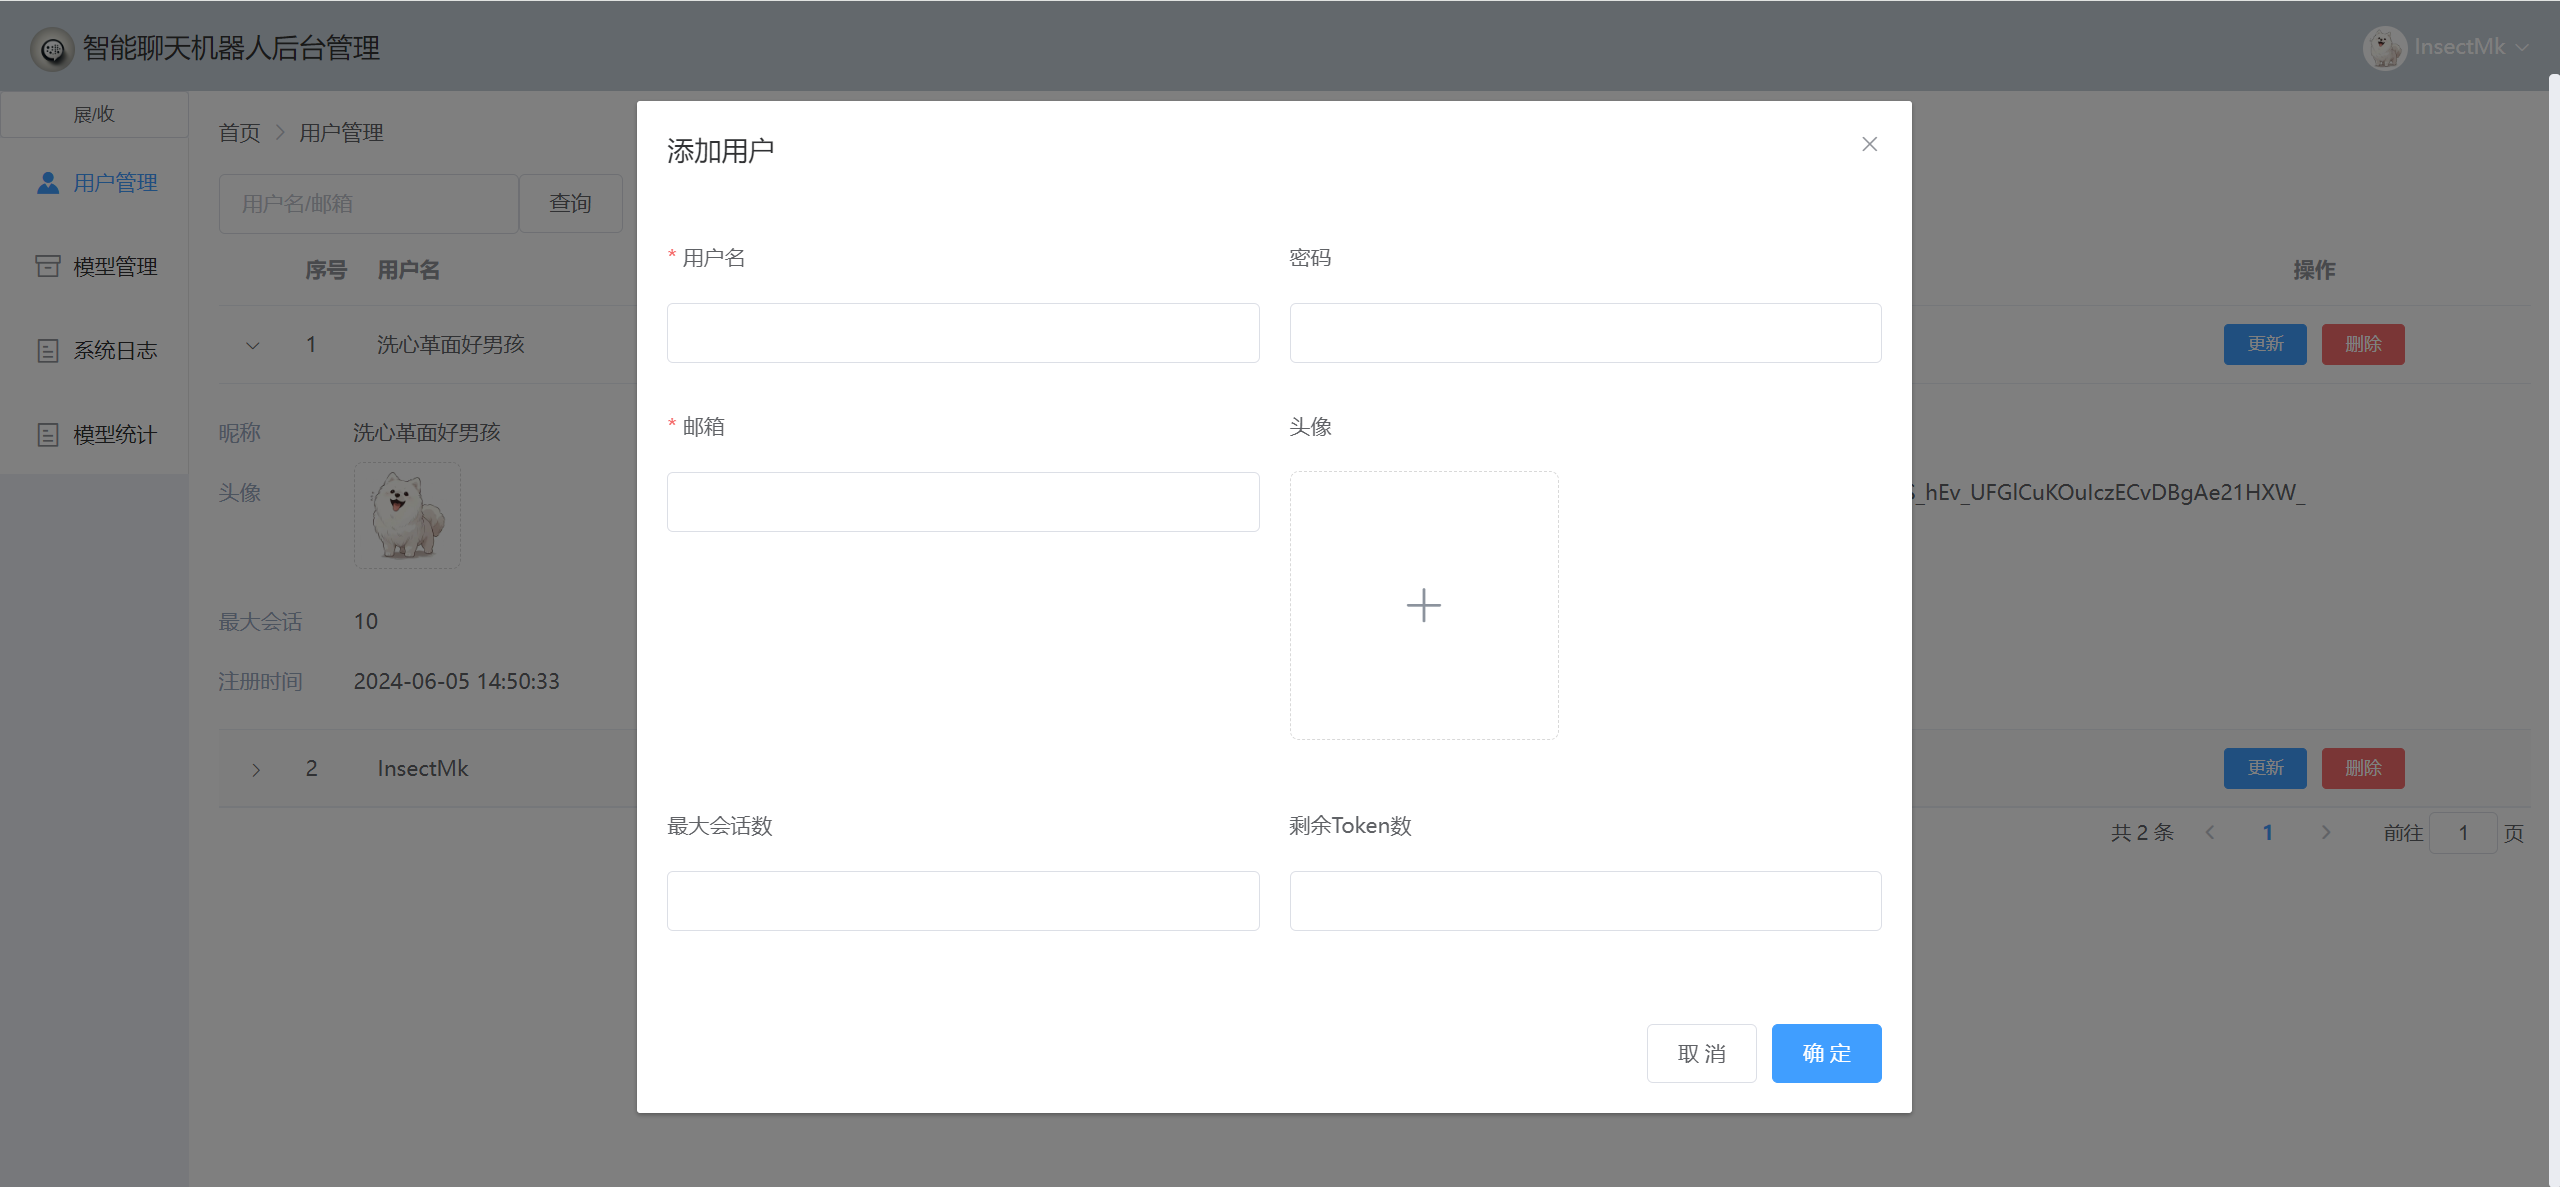 智能聊天机器人后台管理
InsectMk
展/收
用户管理
模型管理
系统日志
模型统计
首页 > 用户管理
用户名/邮箱
查询
序号 用户名 操作
1 洗心革面好男孩 更新 删除
昵称 洗心革面好男孩
头像
_hEv_UFGlCuKOuIczECvDBgAe21HXW_
最大会话 10
注册时间 2024-06-05 14:50:33
2 InsectMk 更新 删除
共 2 条 1 前往 1 页
添加用户
* 用户名
密码
* 邮箱
头像
最大会话数
剩余Token数
取 消
确 定